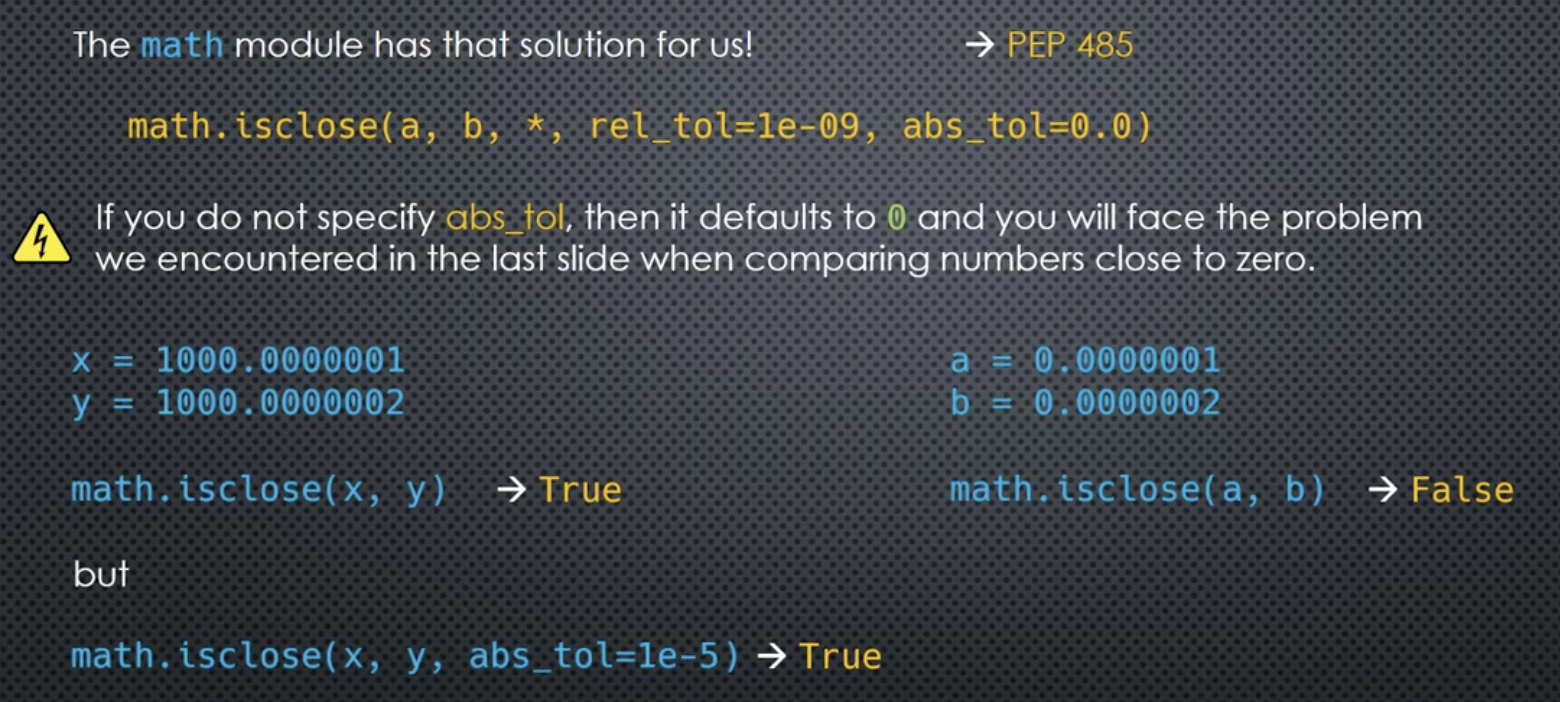 The math module has that solution for us! → PEP 485
math.isclose(a, b, *, rel_tol=1e-09, abs_tol=0.0)
If you do not specify abs_tol, then it defaults to 0 and you will face the problem
we encountered in the last slide when comparing numbers close to zero.
x = 1000.0000001
y = 1000.0000002
a = 0.0000001
b = 0.0000002
math.isclose(x, y) → True
math.isclose(a, b) → False
but
math.isclose(x, y, abs_tol=1e-5) → True